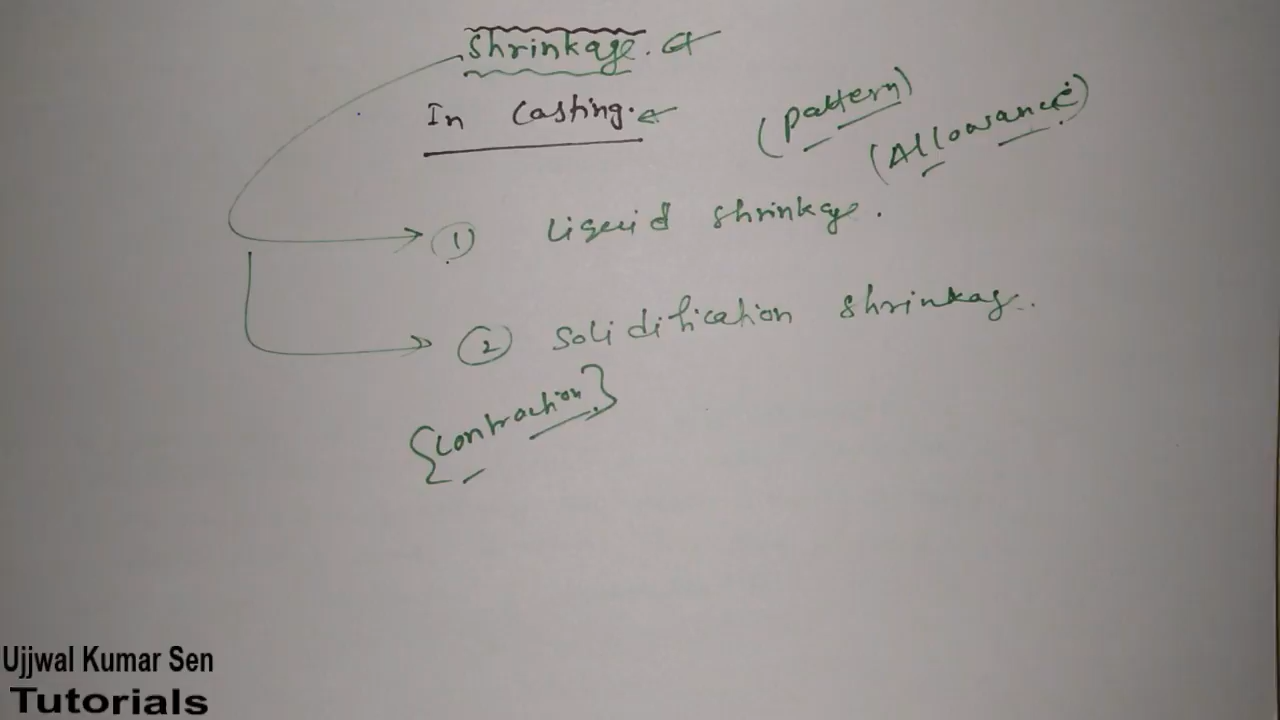 Shrinkage.
In Casting.
(Pattern)
(Allowance)
① Liquid shrinkage.
② Solidification shrinkage.
{Contraction}
Ujjwal Kumar Sen
Tutorials